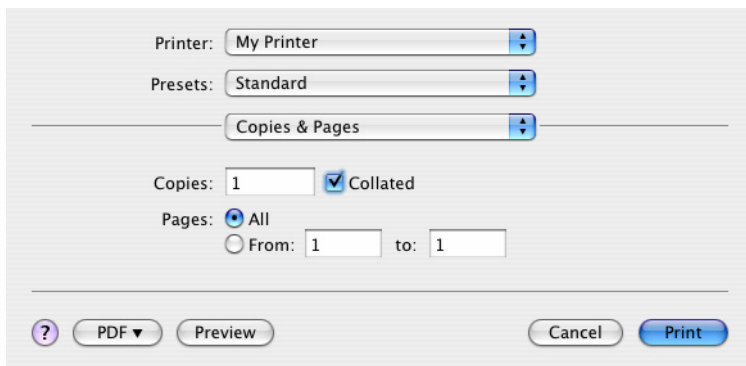 Printer: My Printer
Presets: Standard
Copies & Pages
Copies: 1 Collated
Pages: All
From: 1 to: 1
? PDF ▼ Preview Cancel Print